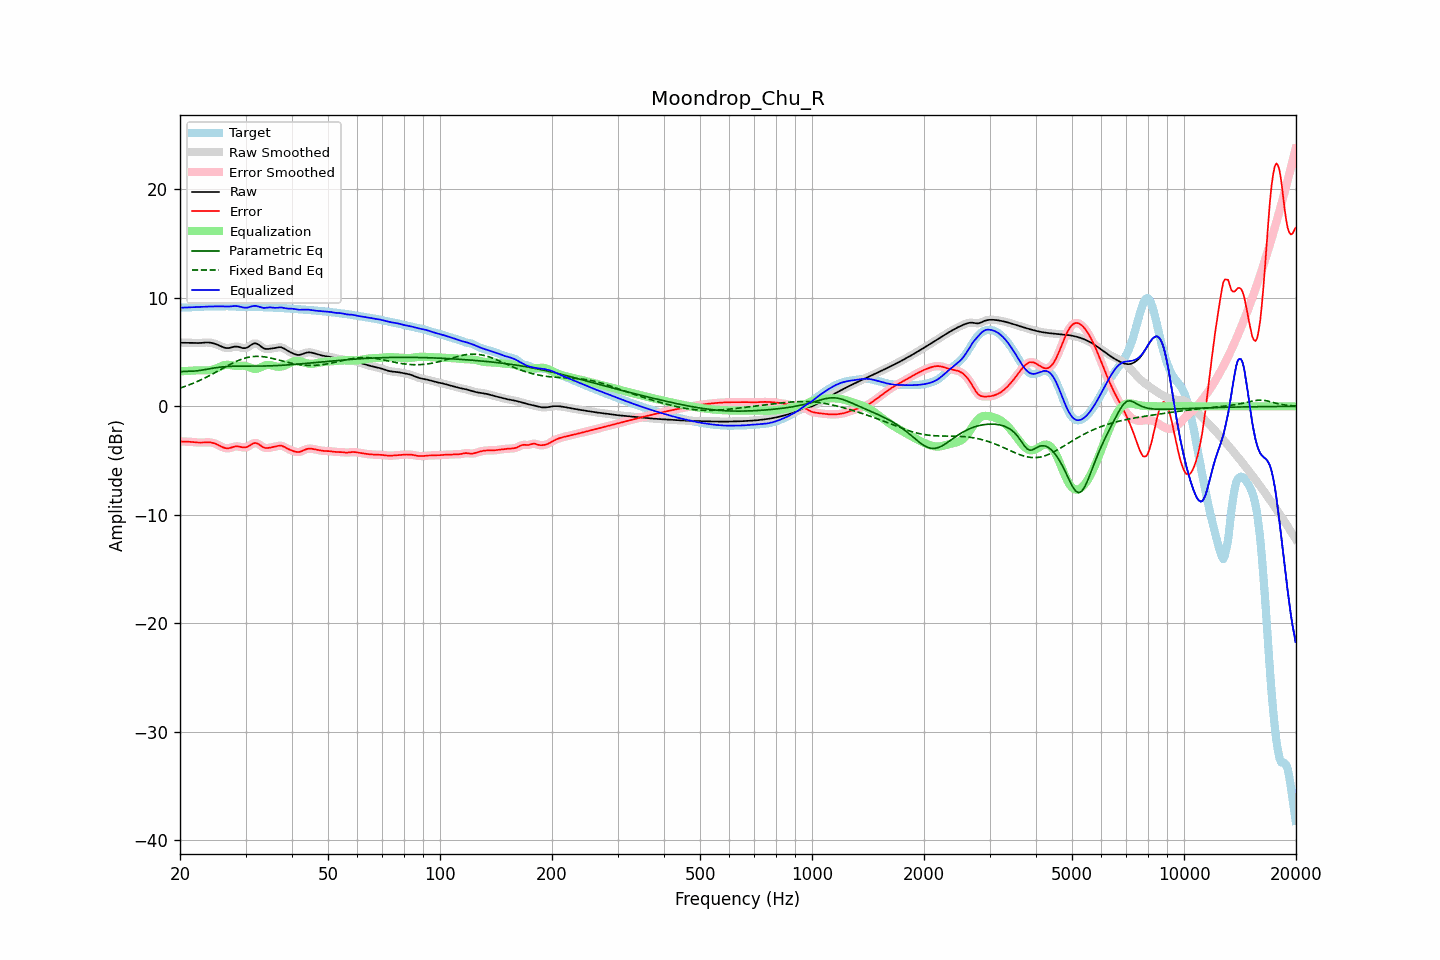 Moondrop_Chu_R
Target
Raw Smoothed
Error Smoothed
Raw
Error
Equalization
Parametric Eq
Fixed Band Eq
Equalized
20
10
0
−10
−20
−30
−40
Amplitude (dBr)
20 50 100 200 500 1000 2000 5000 10000 20000
Frequency (Hz)